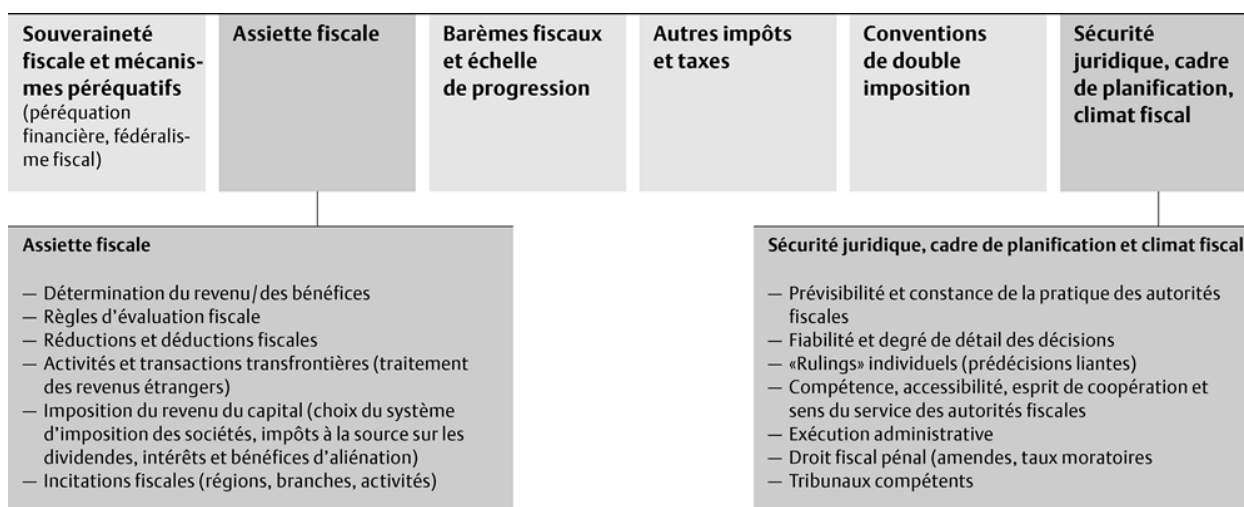 Souveraineté
fiscale et mécanis-
mes péréquatifs
(péréquation
financière, fédéralis-
me fiscal)
Assiette fiscale
Barèmes fiscaux
et échelle
de progression
Autres impôts
et taxes
Conventions
de double
imposition
Sécurité
juridique, cadre
de planification,
climat fiscal
Assiette fiscale
— Détermination du revenu/des bénéfices
— Règles d'évaluation fiscale
— Réductions et déductions fiscales
— Activités et transactions transfrontières (traitement
des revenus étrangers)
— Imposition du revenu du capital (choix du système
d'imposition des sociétés, impôts à la source sur les
dividendes, intérêts et bénéfices d'aliénation)
— Incitations fiscales (régions, branches, activités)
Sécurité juridique, cadre de planification et climat fiscal
— Prévisibilité et constance de la pratique des autorités
fiscales
— Fiabilité et degré de détail des décisions
— «Rulings» individuels (prédécisions liantes)
— Compétence, accessibilité, esprit de coopération et
sens du service des autorités fiscales
— Exécution administrative
— Droit fiscal pénal (amendes, taux moratoires
— Tribunaux compétents